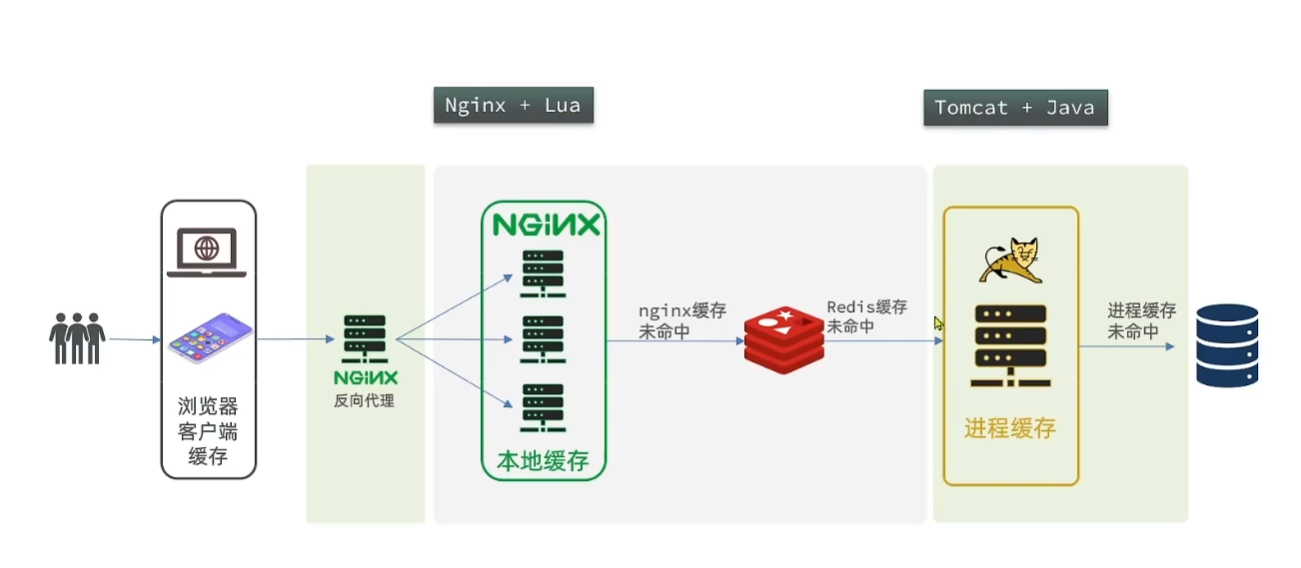 Nginx + Lua
Tomcat + Java
浏览器
客户端
缓存
NGINX
反向代理
NGINX
本地缓存
nginx缓存
未命中
Redis缓存
未命中
进程缓存
进程缓存
未命中